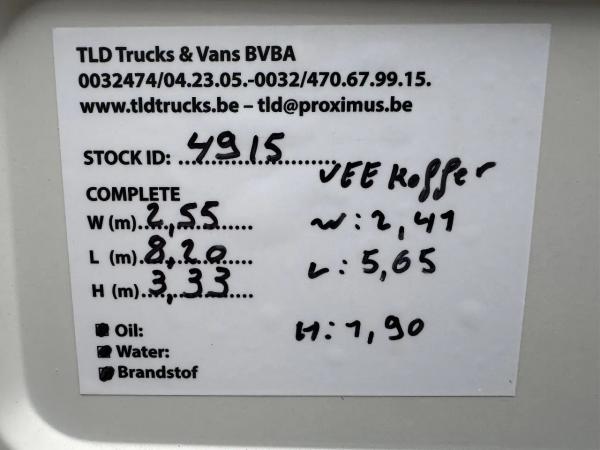 TLD Trucks & Vans BVBA
0032474/04.23.05.-0032/470.67.99.15.
www.tldtrucks.be – tld@proximus.be
STOCK ID: 4915
VEE Koffer
COMPLETE
W (m) 2,55
W: 2,41
L (m) 8,20
L: 5,65
H (m) 3,33
H: 1,90
Oil:
Water:
Brandstof